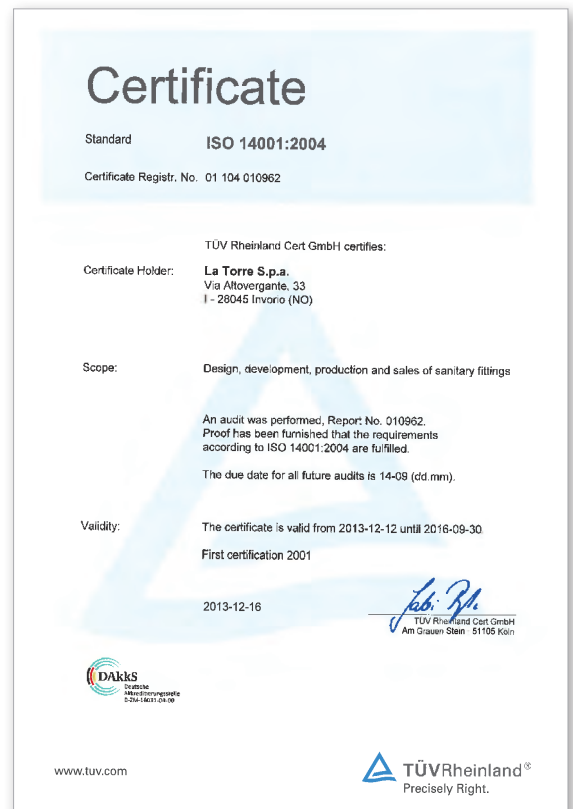 Certificate
Standard ISO 14001:2004
Certificate Registr. No. 01 104 010962
TÜV Rheinland Cert GmbH certifies:
Certificate Holder: La Torre S.p.a.
Via Altovergante, 33
I - 28045 Invorio (NO)
Scope: Design, development, production and sales of sanitary fittings
An audit was performed, Report No. 010962.
Proof has been furnished that the requirements
according to ISO 14001:2004 are fulfilled.
The due date for all future audits is 14-09 (dd.mm).
Validity: The certificate is valid from 2013-12-12 until 2016-09-30.
First certification 2001
2013-12-16
TÜV Rheinland Cert GmbH
Am Grauen Stein · 51105 Köln
DAkkS
Deutsche
Akkreditierungsstelle
www.tuv.com
TÜVRheinland®
Precisely Right.